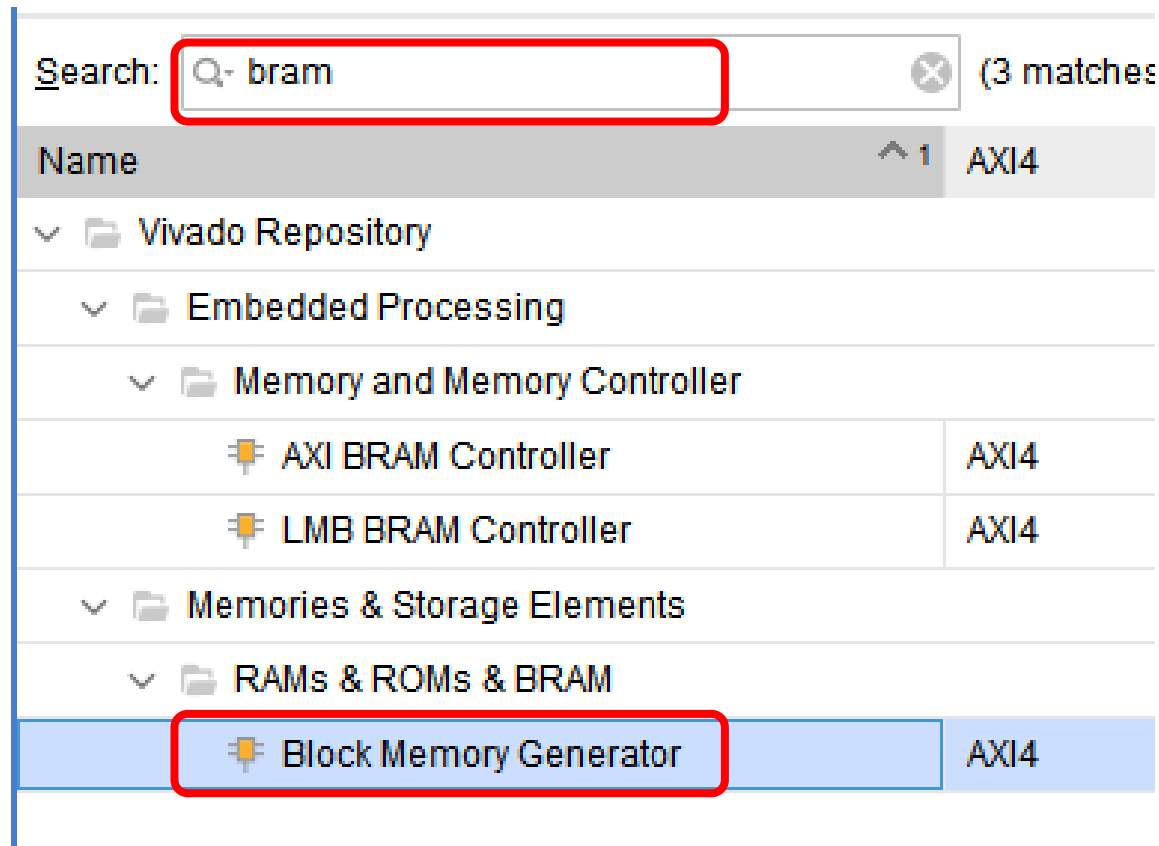 Search: bram (3 matches
Name 1 AXI4
Vivado Repository
Embedded Processing
Memory and Memory Controller
AXI BRAM Controller AXI4
LMB BRAM Controller AXI4
Memories & Storage Elements
RAMs & ROMs & BRAM
Block Memory Generator AXI4